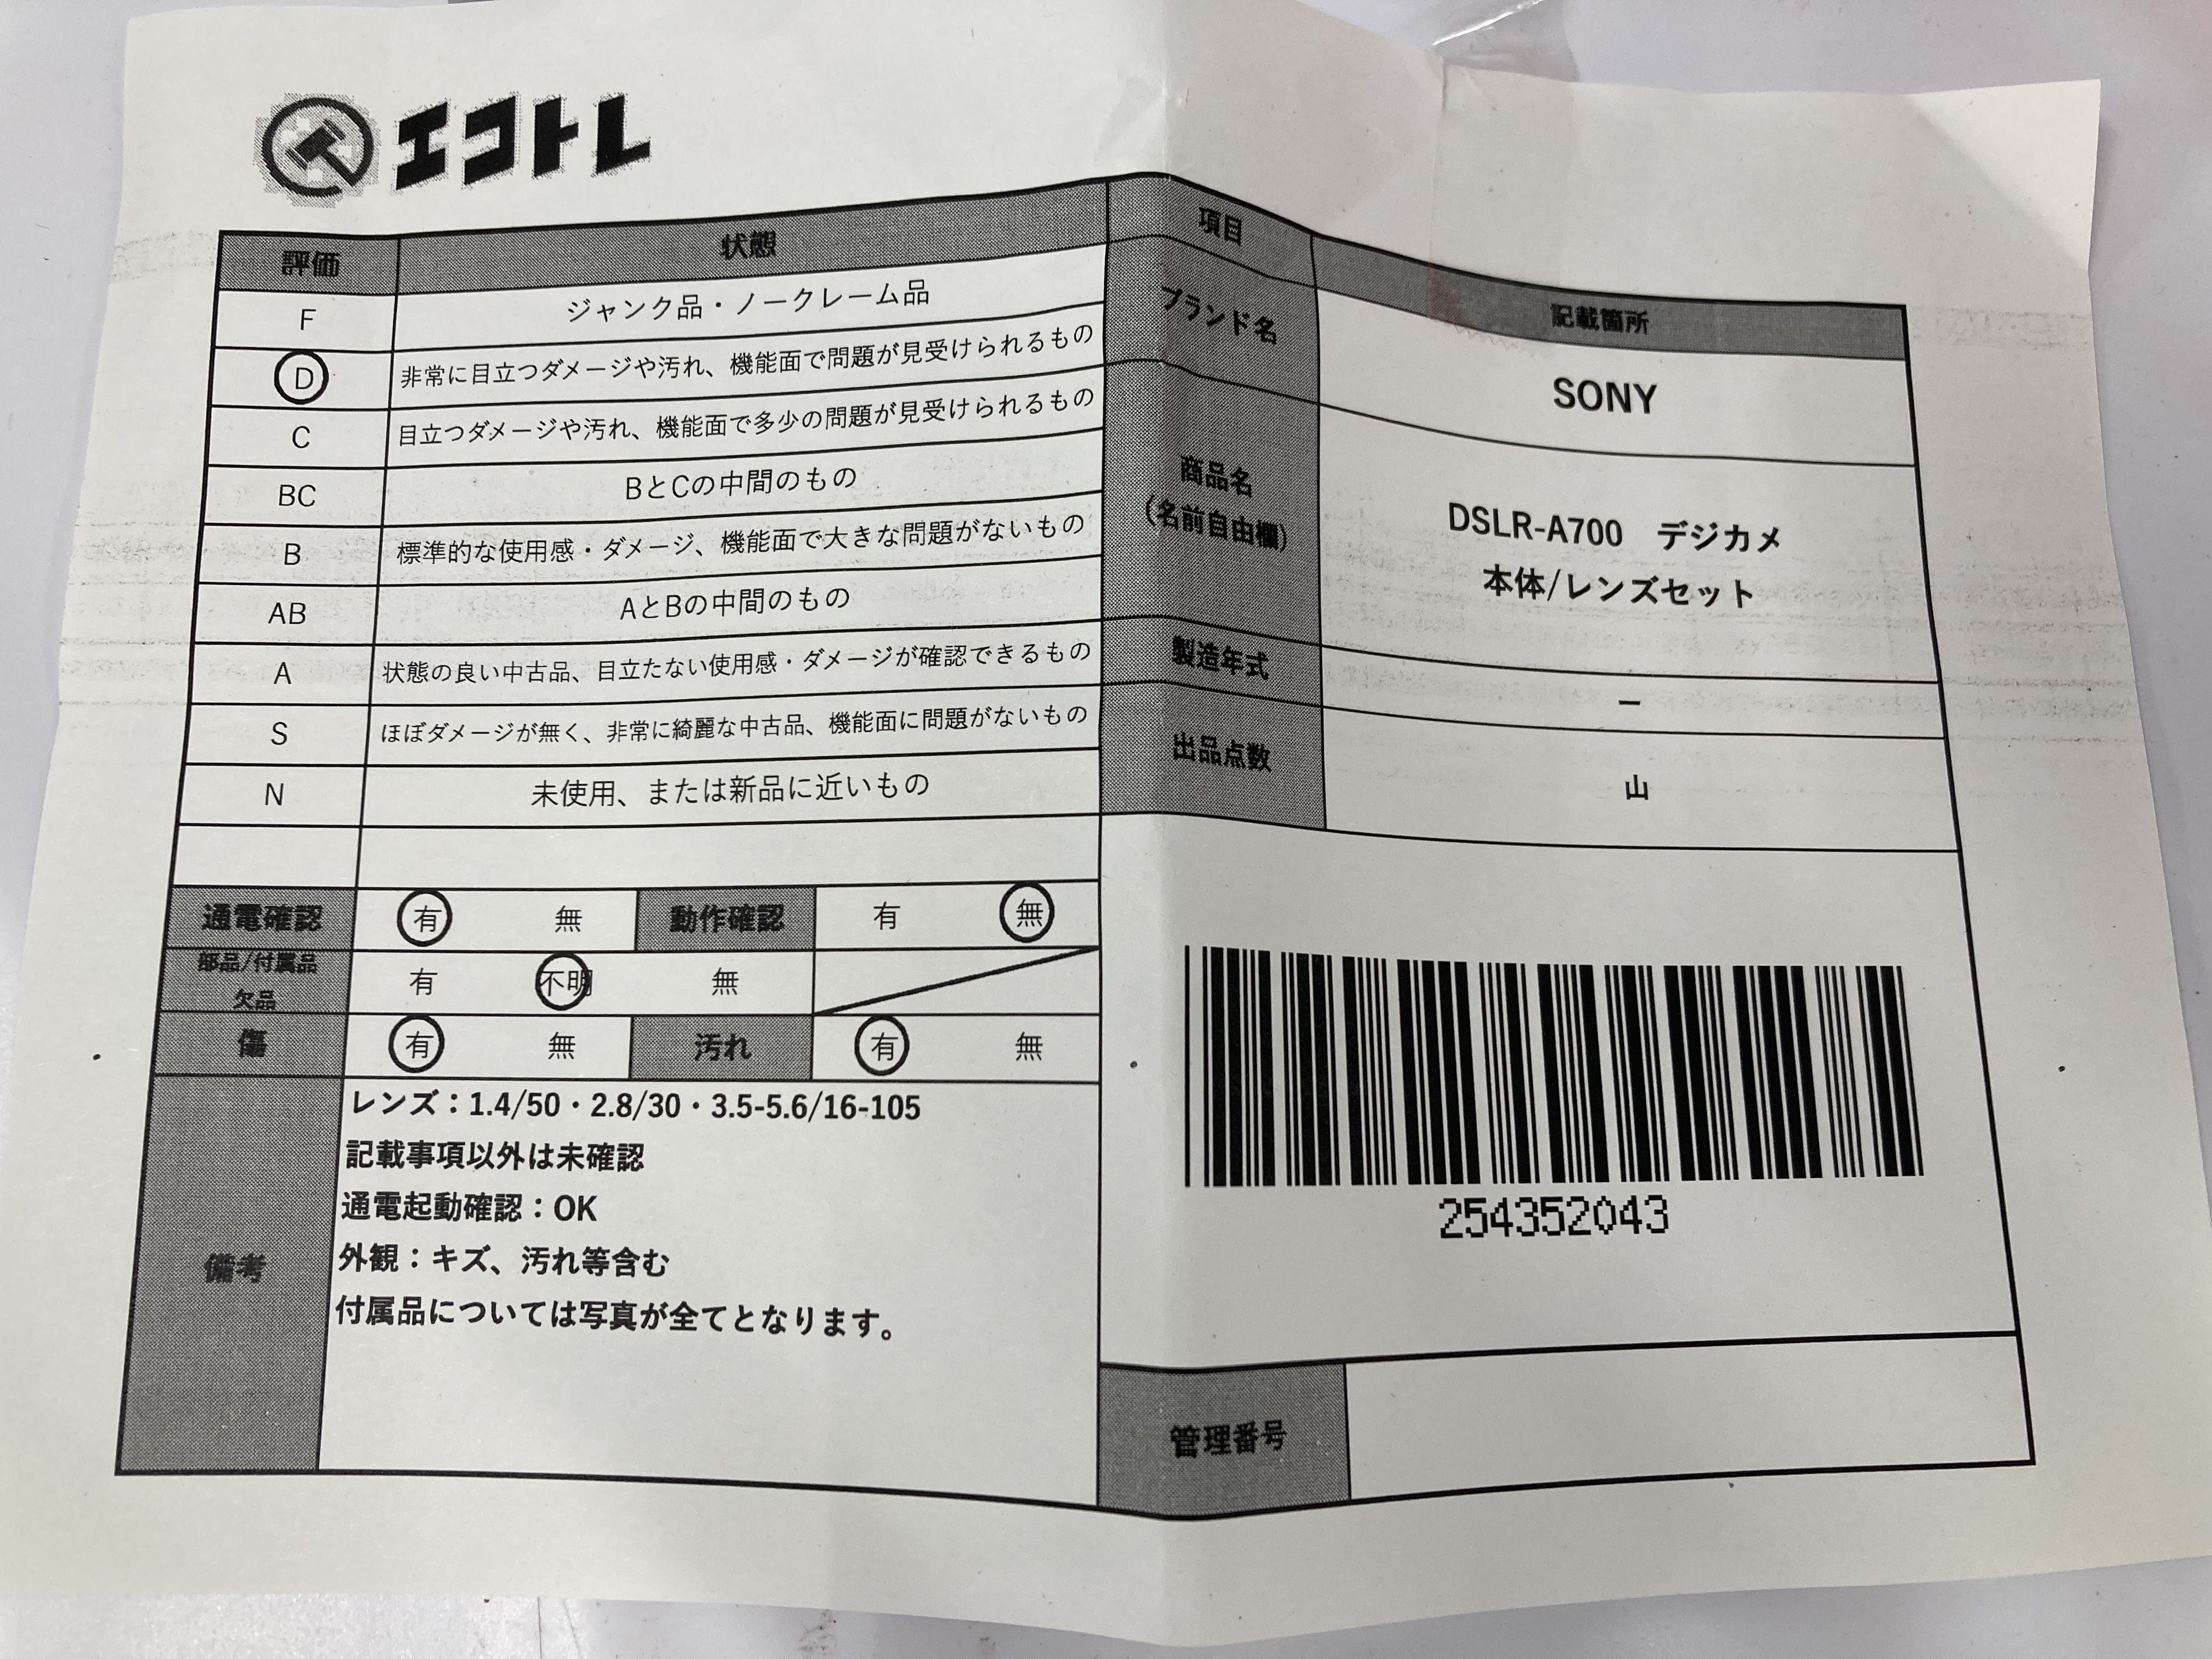 エコトレ
評価 状態
F ジャンク品・ノークレーム品
D 非常に目立つダメージや汚れ、機能面で問題が見受けられるもの
C 目立つダメージや汚れ、機能面で多少の問題が見受けられるもの
BC BとCの中間のもの
B 標準的な使用感・ダメージ、機能面で大きな問題がないもの
AB AとBの中間のもの
A 状態の良い中古品、目立たない使用感・ダメージが確認できるもの
S ほぼダメージが無く、非常に綺麗な中古品、機能面に問題がないもの
N 未使用、または新品に近いもの
通電確認 有 無 動作確認 有 無
部品/付属品
欠品 有 不明 無
傷 有 無 汚れ 有 無
備考
レンズ：1.4/50・2.8/30・3.5-5.6/16-105
記載事項以外は未確認
通電起動確認：OK
外観：キズ、汚れ等含む
付属品については写真が全てとなります。
項目 記載箇所
ブランド名 SONY
商品名
（名前自由欄）
DSLR-A700 デジカメ
本体/レンズセット
製造年式 ー
出品点数 山
254352043
管理番号